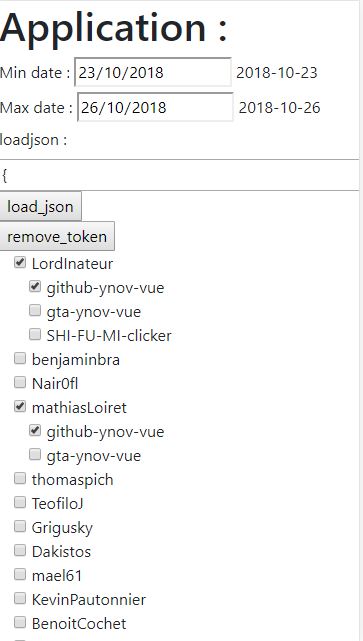 Application :
Min date : 23/10/2018 2018-10-23
Max date : 26/10/2018 2018-10-26
loadjson :
{
load_json
remove_token
LordInateur
github-ynov-vue
gta-ynov-vue
SHI-FU-MI-clicker
benjaminbra
Nair0fl
mathiasLoiret
github-ynov-vue
gta-ynov-vue
thomaspich
TeofiloJ
Grigusky
Dakistos
mael61
KevinPautonnier
BenoitCochet